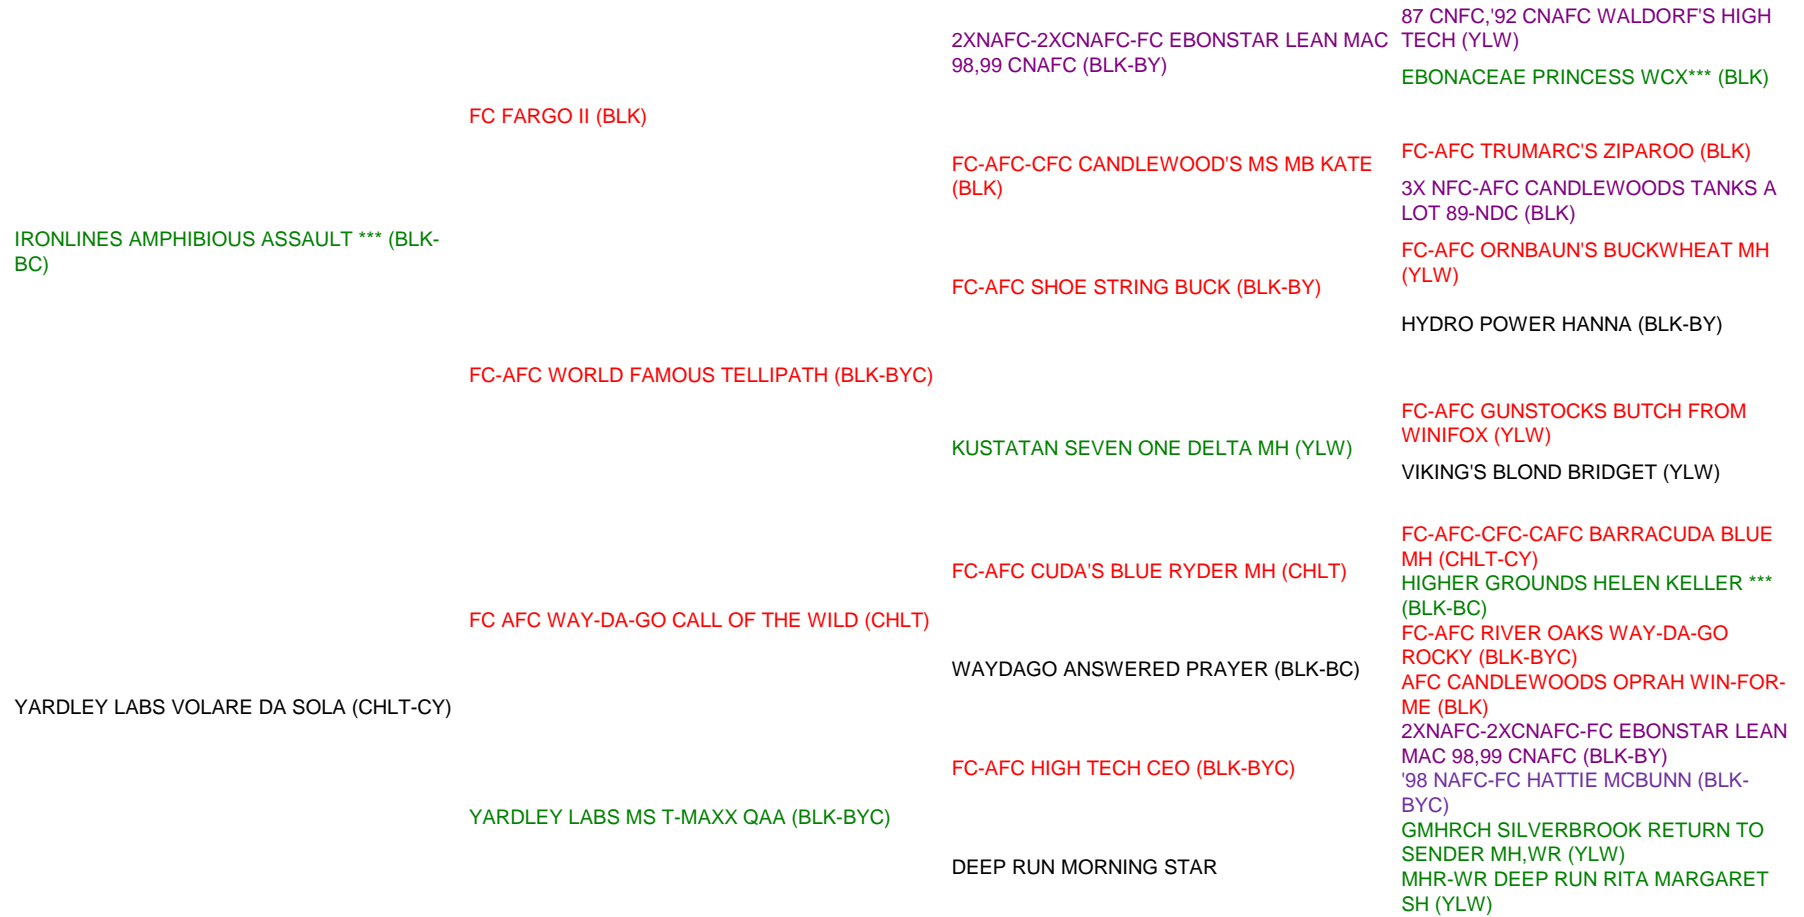 IRONLINES AMPHIBIOUS ASSAULT *** (BLK-
BC)
YARDLEY LABS VOLARE DA SOLA (CHLT-CY)
FC FARGO II (BLK)
FC-AFC WORLD FAMOUS TELLIPATH (BLK-BYC)
FC AFC WAY-DA-GO CALL OF THE WILD (CHLT)
YARDLEY LABS MS T-MAXX QAA (BLK-BYC)
2XNAFC-2XCNAFC-FC EBONSTAR LEAN MAC
98,99 CNAFC (BLK-BY)
FC-AFC-CFC CANDLEWOOD'S MS MB KATE
(BLK)
FC-AFC SHOE STRING BUCK (BLK-BY)
KUSTATAN SEVEN ONE DELTA MH (YLW)
FC-AFC CUDA'S BLUE RYDER MH (CHLT)
WAYDAGO ANSWERED PRAYER (BLK-BC)
FC-AFC HIGH TECH CEO (BLK-BYC)
DEEP RUN MORNING STAR
87 CNFC,'92 CNAFC WALDORF'S HIGH
TECH (YLW)
EBONACEAE PRINCESS WCX*** (BLK)
FC-AFC TRUMARC'S ZIPAROO (BLK)
3X NFC-AFC CANDLEWOODS TANKS A
LOT 89-NDC (BLK)
FC-AFC ORNBAUN'S BUCKWHEAT MH
(YLW)
HYDRO POWER HANNA (BLK-BY)
FC-AFC GUNSTOCKS BUTCH FROM
WINIFOX (YLW)
VIKING'S BLOND BRIDGET (YLW)
FC-AFC-CFC-CAFC BARRACUDA BLUE
MH (CHLT-CY)
HIGHER GROUNDS HELEN KELLER ***
(BLK-BC)
FC-AFC RIVER OAKS WAY-DA-GO
ROCKY (BLK-BYC)
AFC CANDLEWOODS OPRAH WIN-FOR-
ME (BLK)
2XNAFC-2XCNAFC-FC EBONSTAR LEAN
MAC 98,99 CNAFC (BLK-BY)
'98 NAFC-FC HATTIE MCBUNN (BLK-
BYC)
GMHRCH SILVERBROOK RETURN TO
SENDER MH,WR (YLW)
MHR-WR DEEP RUN RITA MARGARET
SH (YLW)